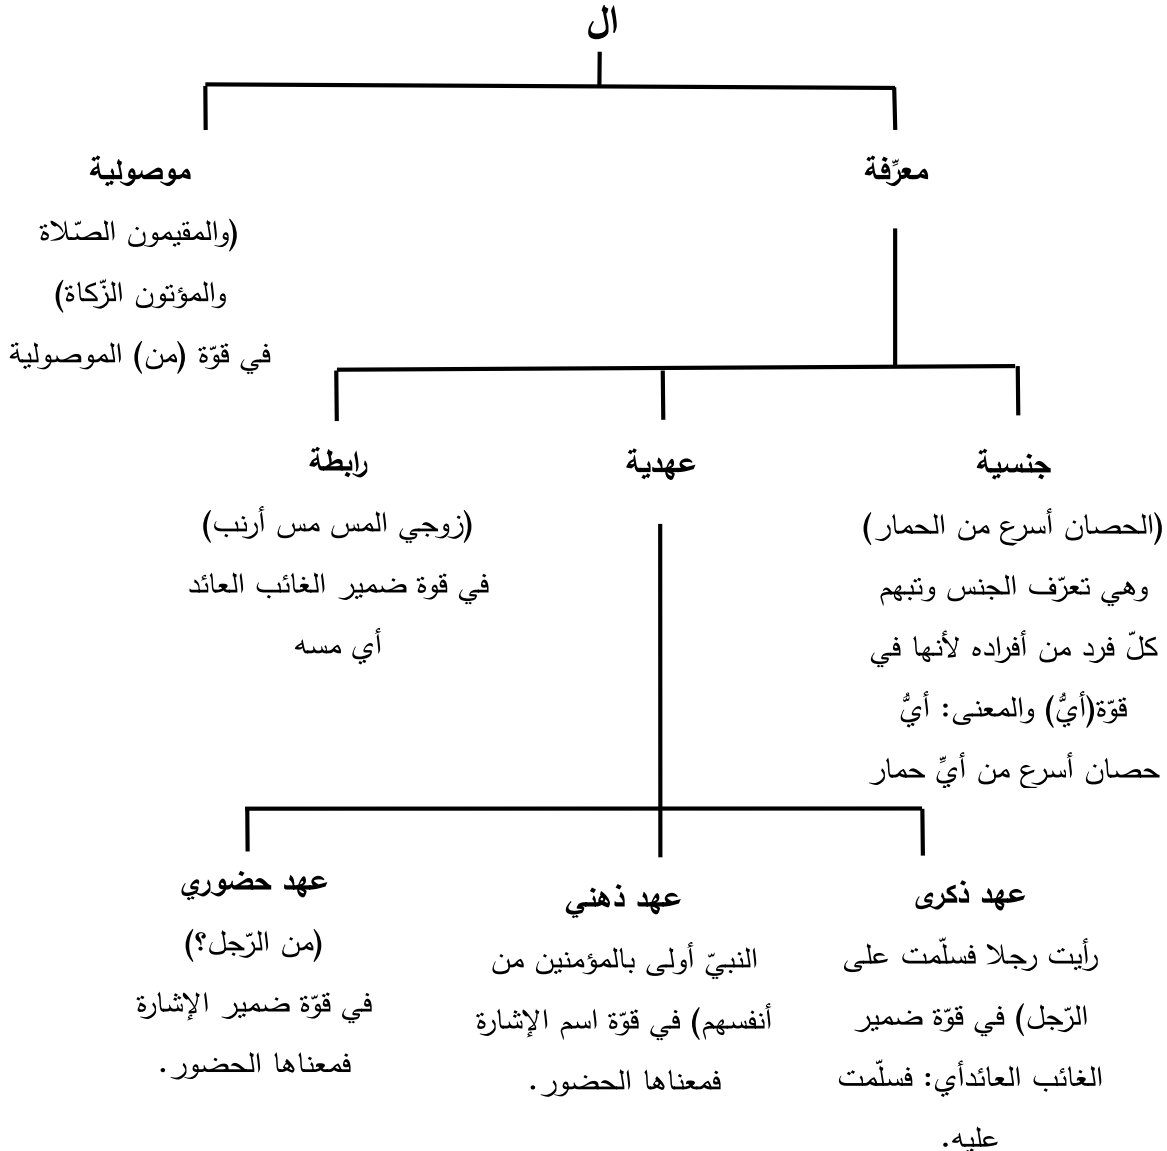 ال
معرِّفة
موصولية
(والمقيمون الصّلاة
والمؤتون الزّكاة)
في قوّة (من) الموصولية
جنسية
(الحصان أسرع من الحمار)
وهي تعرّف الجنس وتبهم
كلّ فرد من أفراده لأنها في
قوّة(أيُّ) والمعنى: أيُّ
حصان أسرع من أيِّ حمار
عهدية
رابطة
(زوجي المس مس أرنب)
في قوة ضمير الغائب العائد
أي مسه
عهد ذكرى
رأيت رجلا فسلّمت على
الرّجل) في قوّة ضمير
الغائب العائدأي: فسلّمت
عليه.
عهد ذهني
النبيّ أولى بالمؤمنين من
أنفسهم) في قوّة اسم الإشارة
فمعناها الحضور.
عهد حضوري
(من الرّجل؟)
في قوّة ضمير الإشارة
فمعناها الحضور.